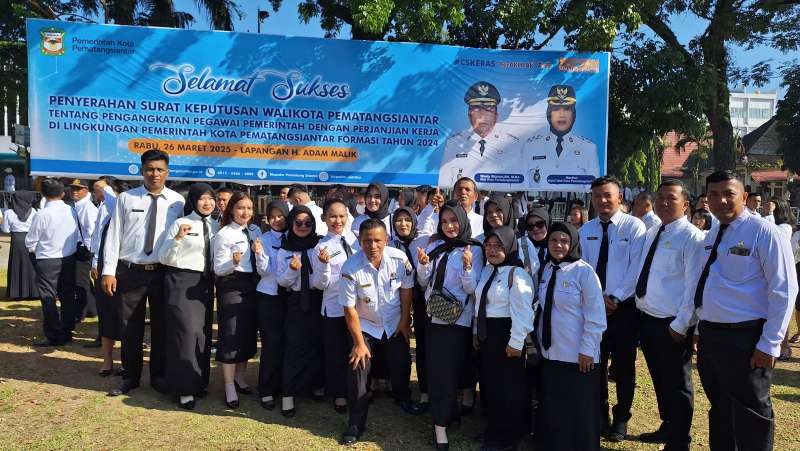 Pemerintah Kota
Pematangsiantar
Selamat Sukses
PENYERAHAN SURAT KEPUTUSAN WALIKOTA PEMATANGSIANTAR
TENTANG PENGANGKATAN PEGAWAI PEMERINTAH DENGAN PERJANJIAN KERJA
DI LINGKUNGAN PEMERINTAH KOTA PEMATANGSIANTAR FORMASI TAHUN 2024
RABU, 26 MARET 2025 - LAPANGAN H. ADAM MALIK
#CSKERAS